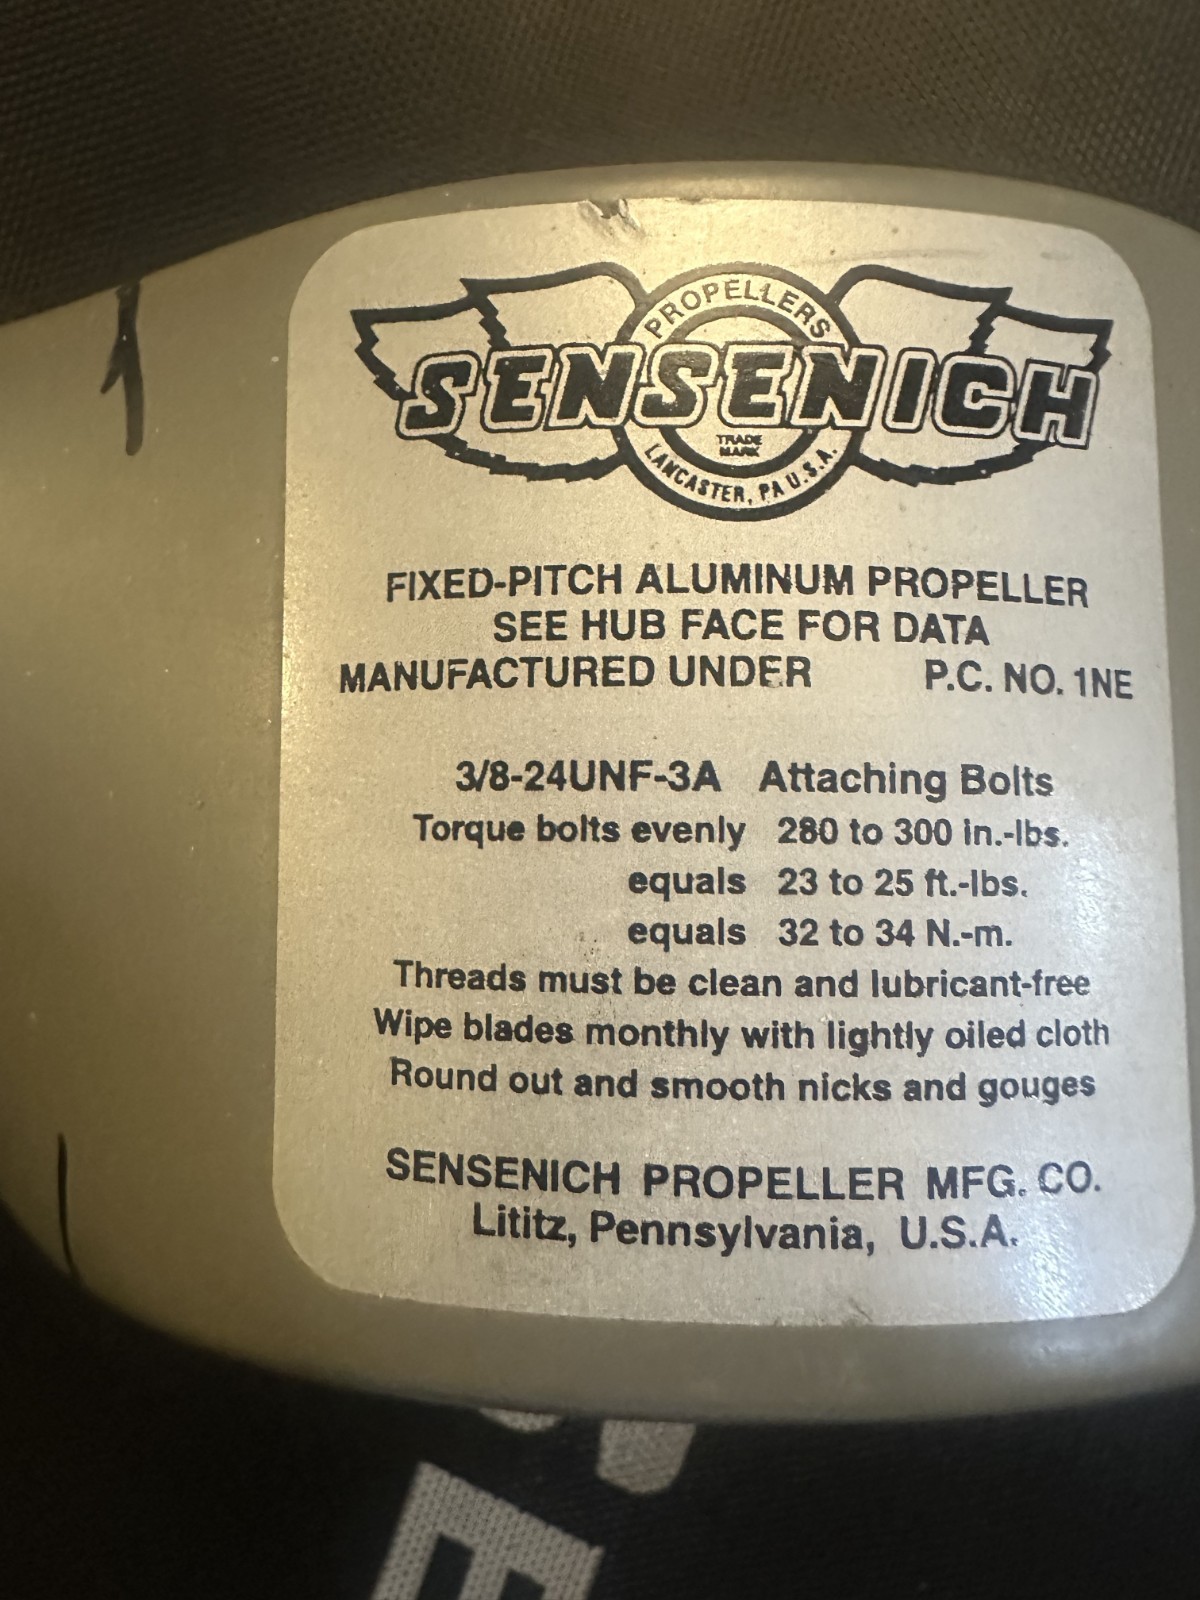 PROPELLERS
SENSENICH
TRADE
MARK
LANCASTER, PA U.S.A.
FIXED-PITCH ALUMINUM PROPELLER
SEE HUB FACE FOR DATA
MANUFACTURED UNDER P.C. NO. 1NE
3/8-24UNF-3A Attaching Bolts
Torque bolts evenly 280 to 300 in.-lbs.
equals 23 to 25 ft.-lbs.
equals 32 to 34 N.-m.
Threads must be clean and lubricant-free
Wipe blades monthly with lightly oiled cloth
Round out and smooth nicks and gouges
SENSENICH PROPELLER MFG. CO.
Lititz, Pennsylvania, U.S.A.